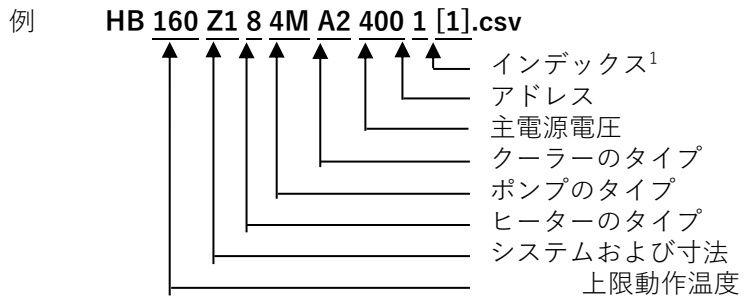 例 HB 160 Z1 8 4M A2 400 1 [1].csv
インデックス1
アドレス
主電源電圧
クーラーのタイプ
ポンプのタイプ
ヒーターのタイプ
システムおよび寸法
上限動作温度